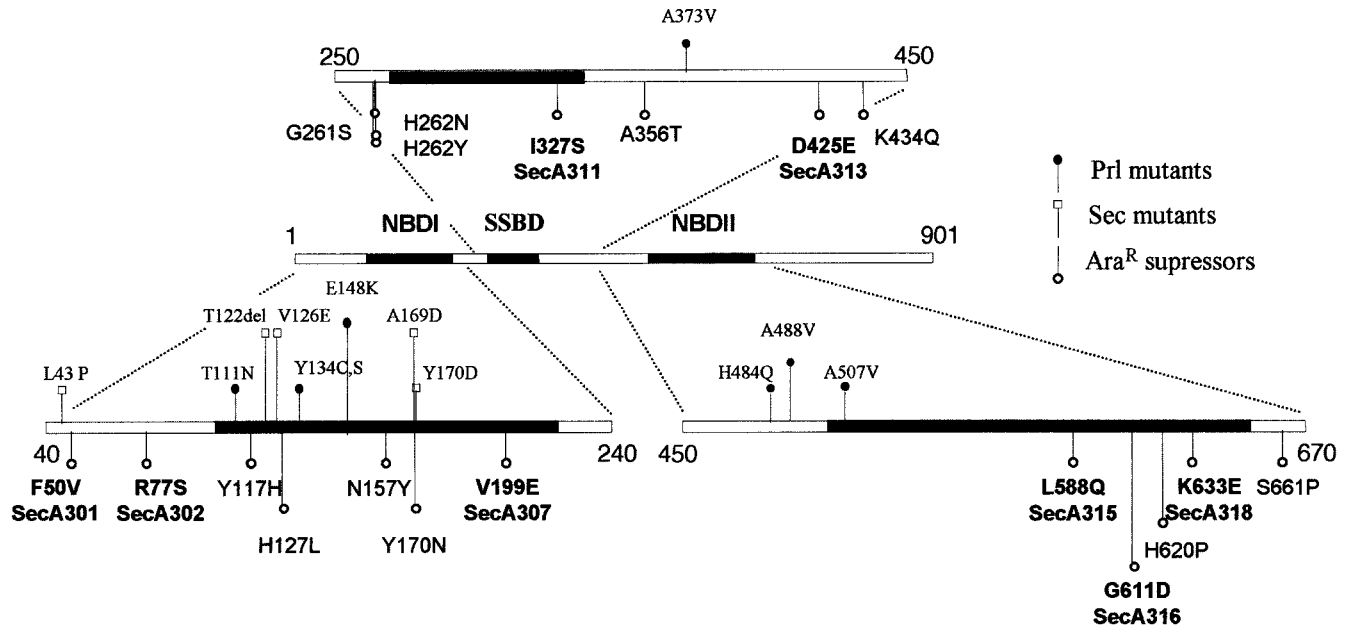 A373V
250
450
G261S
H262N
H262Y
I327S
SecA311
A356T
D425E
SecA313
K434Q
Prl mutants
Sec mutants
Ara^R supressors
NBDI
SSBD
NBDII
1
901
E148K
T122del
V126E
A169D
L43 P
T111N
Y134C,S
Y170D
A488V
H484Q
A507V
40
240
450
670
F50V
SecA301
R77S
SecA302
Y117H
N157Y
V199E
SecA307
H127L
Y170N
L588Q
SecA315
K633E
SecA318
S661P
H620P
G611D
SecA316